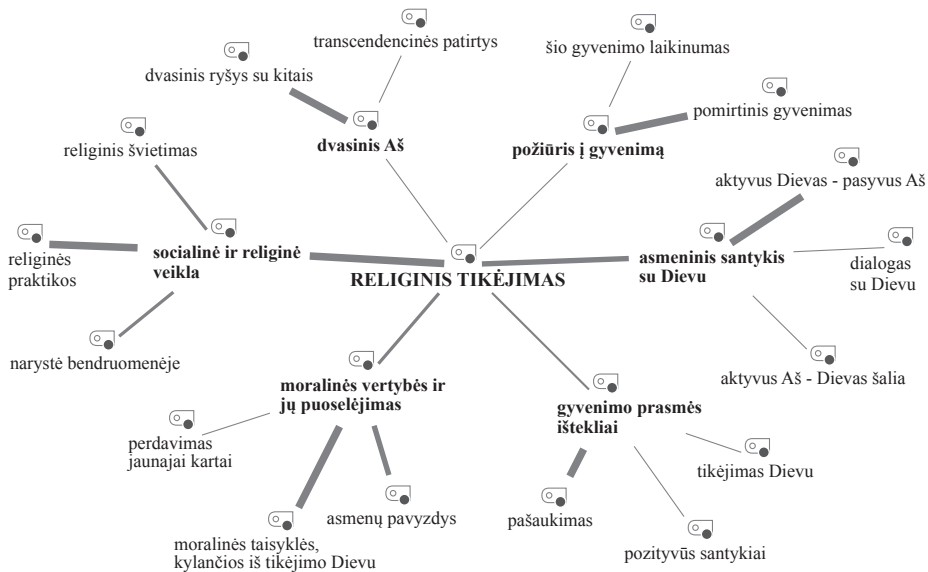 transcendencinės patirtys
šio gyvenimo laikinumas
dvasinis ryšys su kitais
pomirtinis gyvenimas
dvasinis Aš
požiūris į gyvenimą
religinis švietimas
aktyvus Dievas - pasyvus Aš
socialinė ir religinė
veikla
religinės
praktikos
RELIGINIS TIKĖJIMAS
asmeninis santykis
su Dievu
dialogas
su Dievu
narystė bendruomenėje
aktyvus Aš - Dievas šalia
moralinės vertybės ir
jų puoselėjimas
gyvenimo prasmės
ištekliai
perdavimas
jaunajai kartai
tikėjimas Dievu
asmenų pavyzdys
pašaukimas
moralinės taisyklės,
kylančios iš tikėjimo Dievu
pozityvūs santykiai